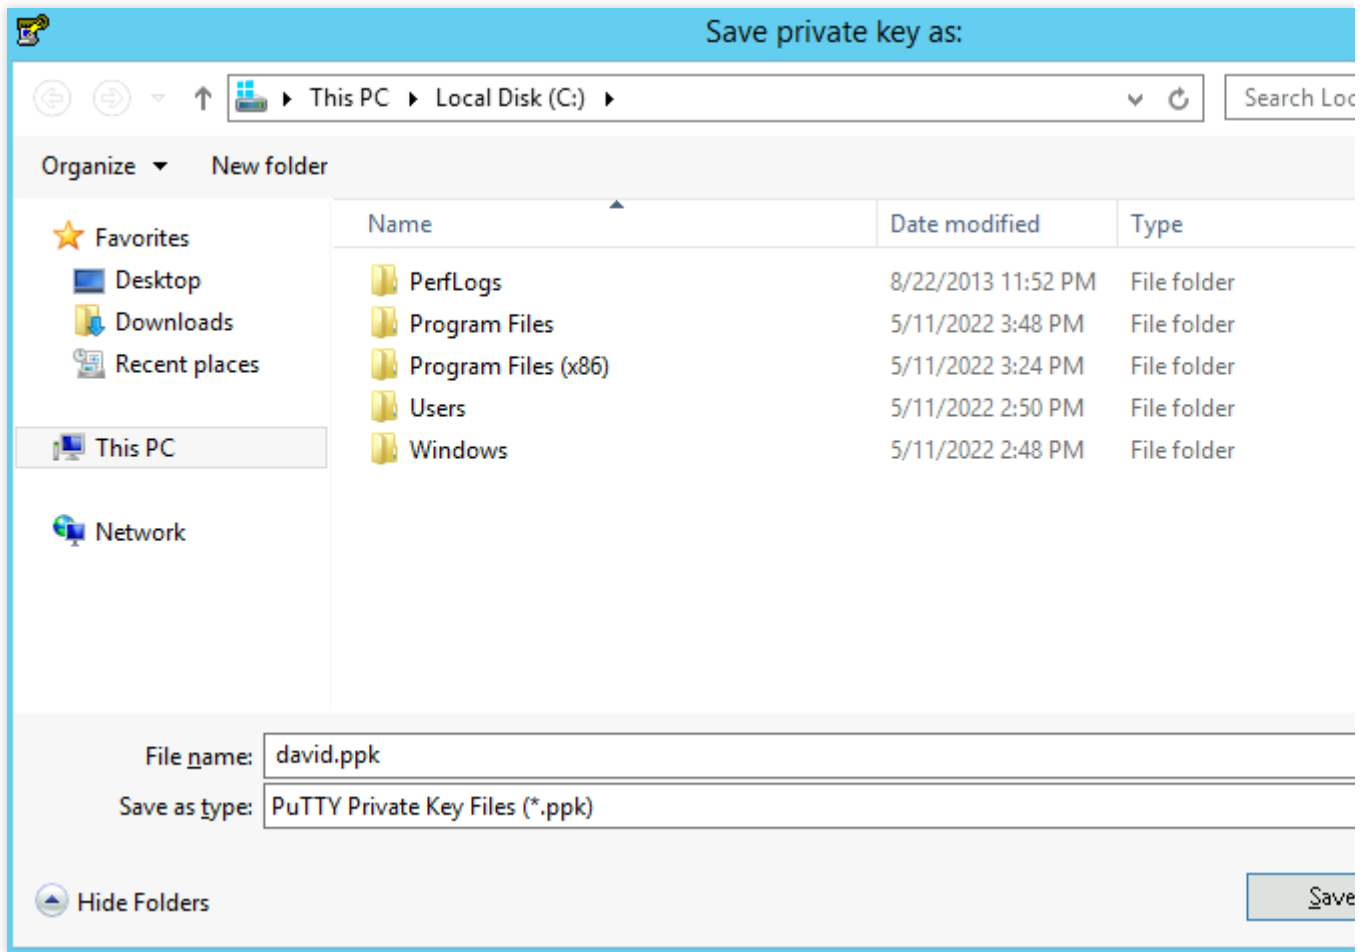 Save private key as:
This PC Local Disk (C:) Search Loc
Organize New folder
Name Date modified Type
Favorites
Desktop
Downloads
Recent places
This PC
Network
PerfLogs 8/22/2013 11:52 PM File folder
Program Files 5/11/2022 3:48 PM File folder
Program Files (x86) 5/11/2022 3:24 PM File folder
Users 5/11/2022 2:50 PM File folder
Windows 5/11/2022 2:48 PM File folder
File name: david.ppk
Save as type: PuTTY Private Key Files (*.ppk)
Hide Folders Save